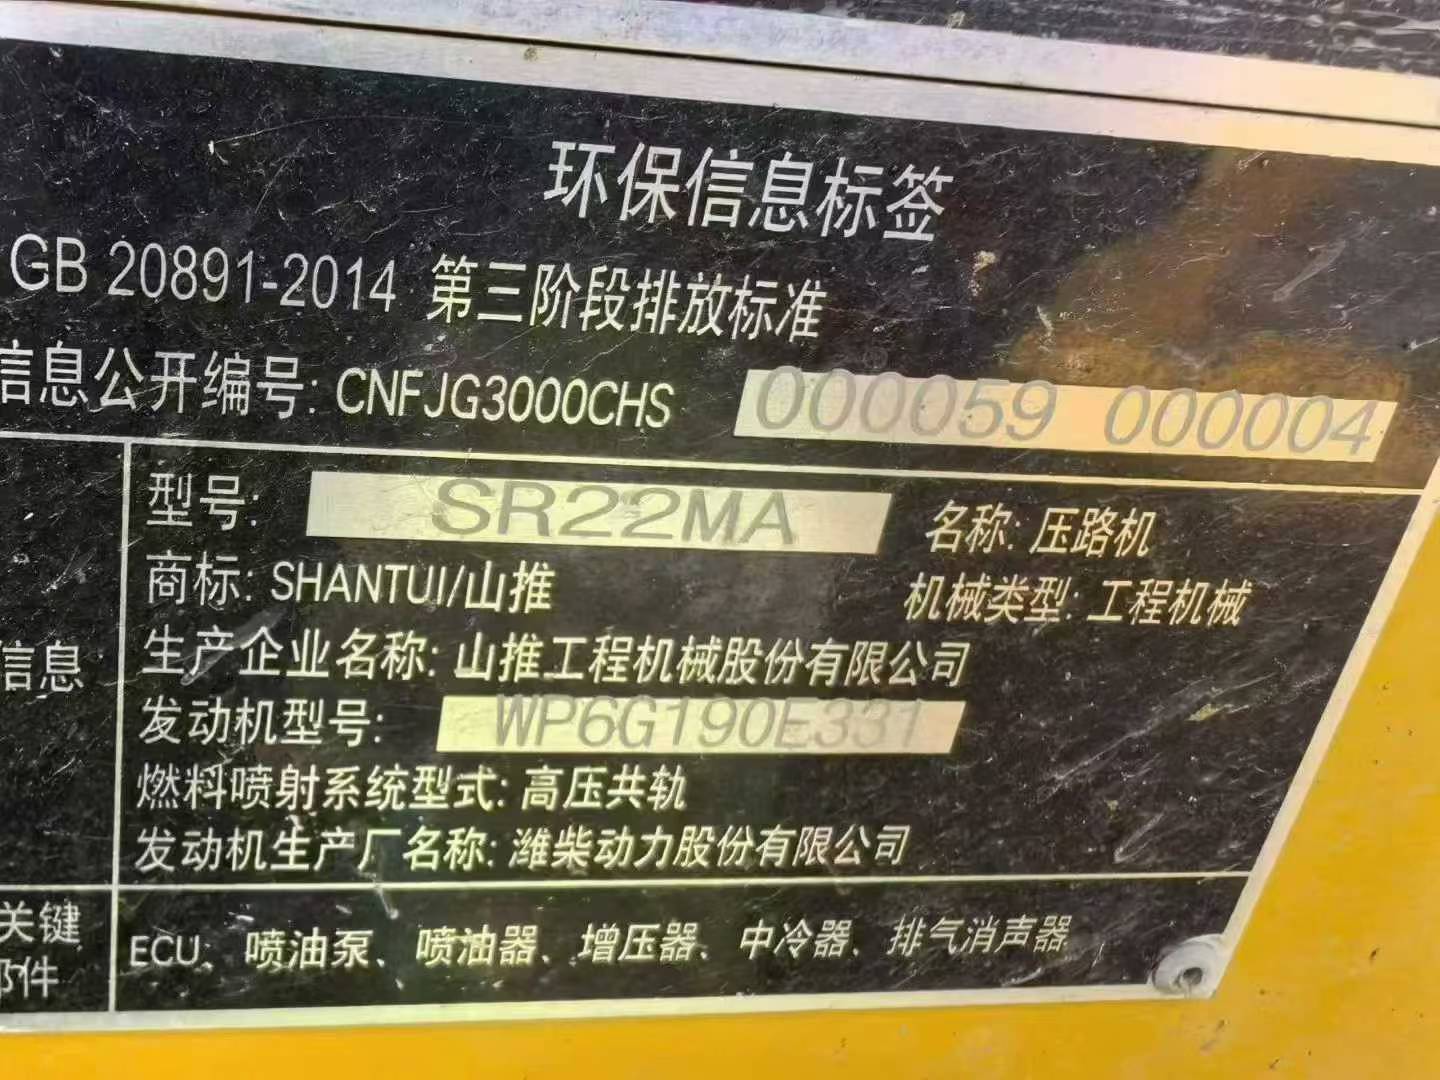 环保信息标签
GB 20891-2014 第三阶段排放标准
信息公开编号: CNFJG3000CHS 000059 000004
型号: SR22MA 名称: 压路机
商标: SHANTUI/山推 机械类型: 工程机械
信息
生产企业名称: 山推工程机械股份有限公司
发动机型号: WP6G190E331
燃料喷射系统型式: 高压共轨
发动机生产厂名称: 潍柴动力股份有限公司
关键
部件
ECU、喷油泵、喷油器、增压器、中冷器、排气消声器